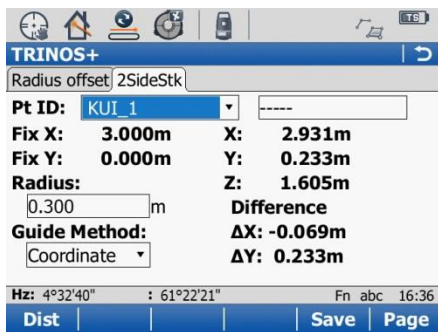 TS
TRINOS+
Radius offset 2SideStk
Pt ID: KUI_1 -----
Fix X: 3.000m X: 2.931m
Fix Y: 0.000m Y: 0.233m
Radius: Z: 1.605m
0.300 m Difference
Guide Method: ΔX: -0.069m
Coordinate ΔY: 0.233m
Hz: 4°32'40" : 61°22'21" Fn abc 16:36
Dist Save Page